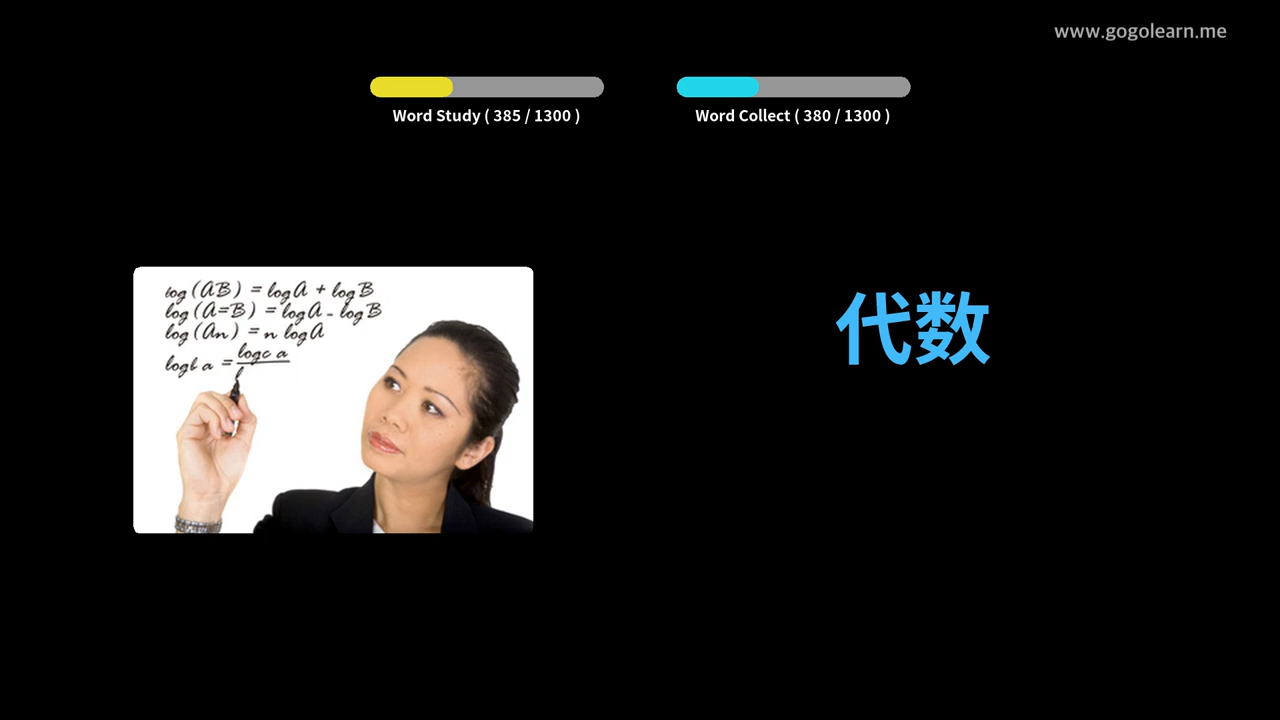 www.gogolearn.me
Word Study ( 385 / 1300 )
Word Collect ( 380 / 1300 )
log (AB) = log A + log B
log (A=B) = log A - log B
log (An) = n log A
logb a = logc a
代数